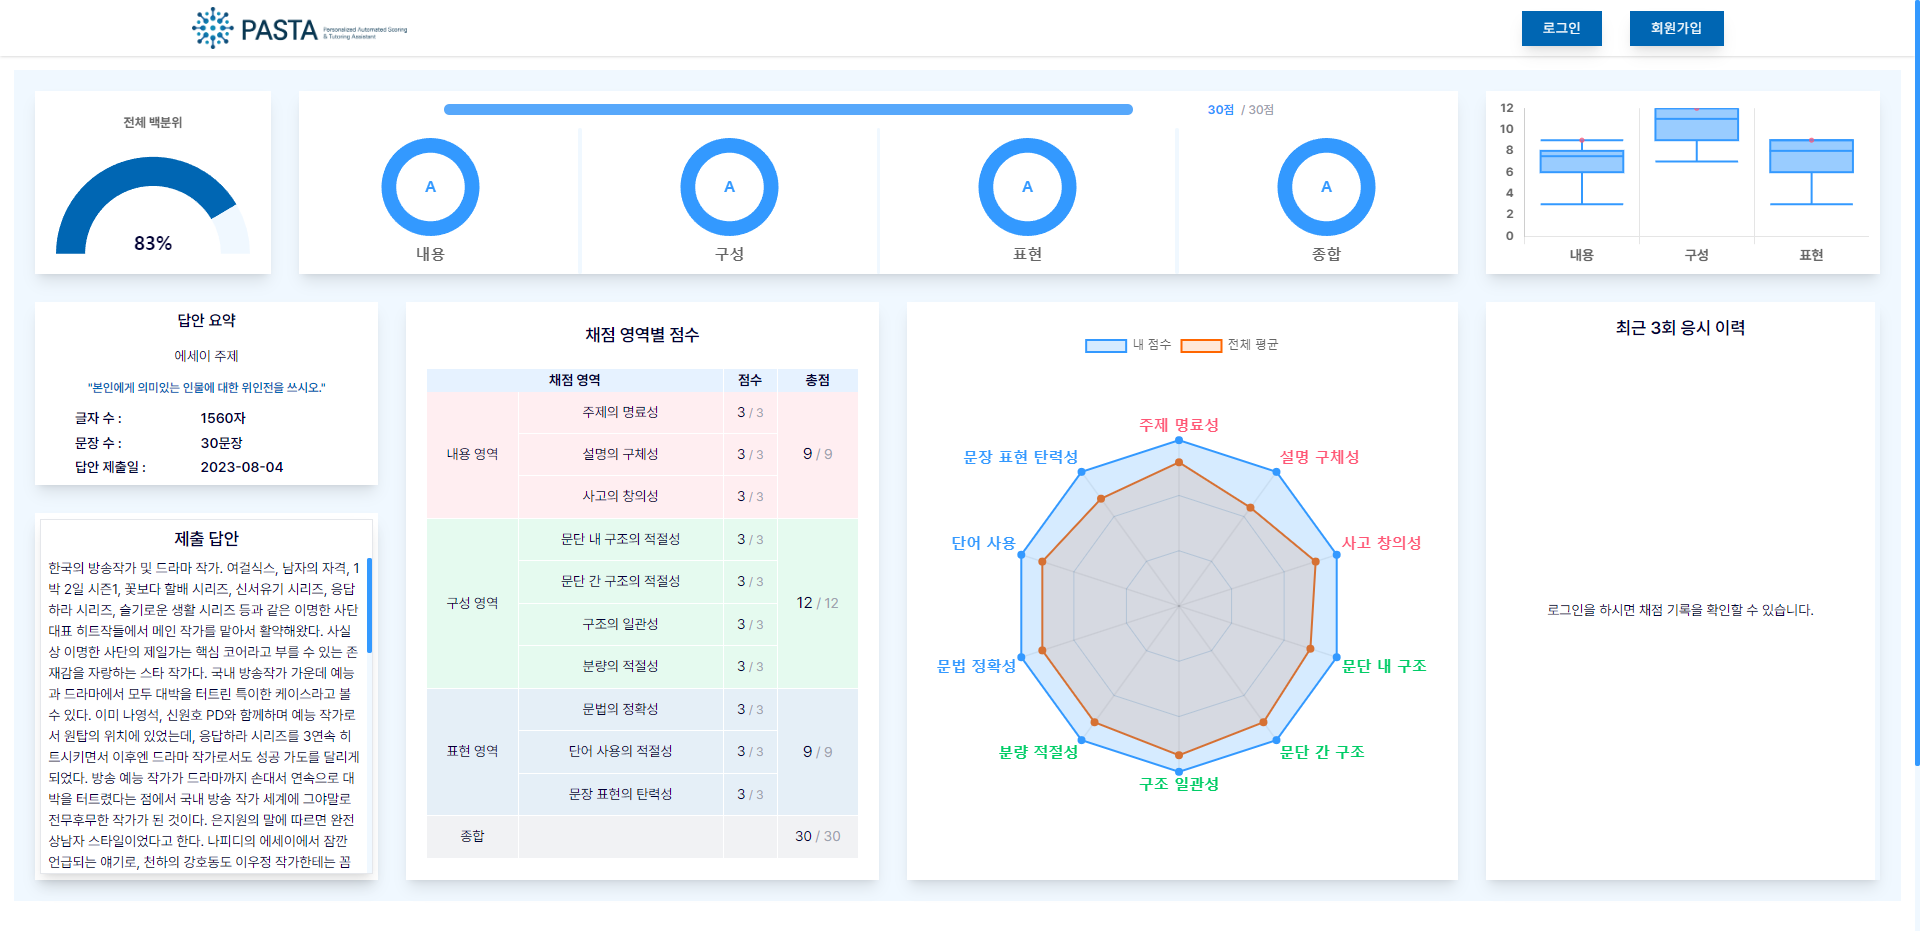 PASTA Personalized Automated Scoring
& Tutoring Assistant
로그인
회원가입
전체 백분위
83%
30점 / 30점
A
A
A
A
내용
구성
표현
종합
12
10
8
6
4
2
0
내용
구성
표현
답안 요약
에세이 주제
"본인에게 의미있는 인물에 대한 위인전을 쓰시오."
글자 수 : 1560자
문장 수 : 30문장
답안 제출일 : 2023-08-04
제출 답안
한국의 방송작가 및 드라마 작가. 여걸식스, 남자의 자격, 1
박 2일 시즌1, 꽃보다 할배 시리즈, 신서유기 시리즈, 응답
하라 시리즈, 슬기로운 생활 시리즈 등과 같은 이명한 사단
대표 히트작들에서 메인 작가를 맡아서 활약해왔다. 사실
상 이명한 사단의 제일가는 핵심 코어라고 부를 수 있는 존
재감을 자랑하는 스타 작가다. 국내 방송작가 가운데 예능
과 드라마에서 모두 대박을 터트린 특이한 케이스라고 볼
수 있다. 이미 나영석, 신원호 PD와 함께하며 예능 작가로
서 원탑의 위치에 있었는데, 응답하라 시리즈를 3연속 히
트시키면서 이후엔 드라마 작가로서도 성공 가도를 달리게
되었다. 방송 예능 작가가 드라마까지 손대서 연속으로 대
박을 터트렸다는 점에서 국내 방송 작가 세계에 그야말로
전무후무한 작가가 된 것이다. 은지원의 말에 따르면 완전
상남자 스타일이었다고 한다. 나피디의 에세이에서 잠깐
언급되는 얘기로, 천하의 강호동도 이우정 작가한테는 꼼
채점 영역별 점수
채점 영역 점수 총점
내용 영역
주제의 명료성 3 / 3
설명의 구체성 3 / 3
사고의 창의성 3 / 3
9 / 9
구성 영역
문단 내 구조의 적절성 3 / 3
문단 간 구조의 적절성 3 / 3
구조의 일관성 3 / 3
분량의 적절성 3 / 3
12 / 12
표현 영역
문법의 정확성 3 / 3
단어 사용의 적절성 3 / 3
문장 표현의 탄력성 3 / 3
9 / 9
종합 30 / 30
내 점수 전체 평균
주제 명료성
문장 표현 탄력성
설명 구체성
단어 사용
사고 창의성
문법 정확성
문단 내 구조
분량 적절성
문단 간 구조
구조 일관성
최근 3회 응시 이력
로그인을 하시면 채점 기록을 확인할 수 있습니다.